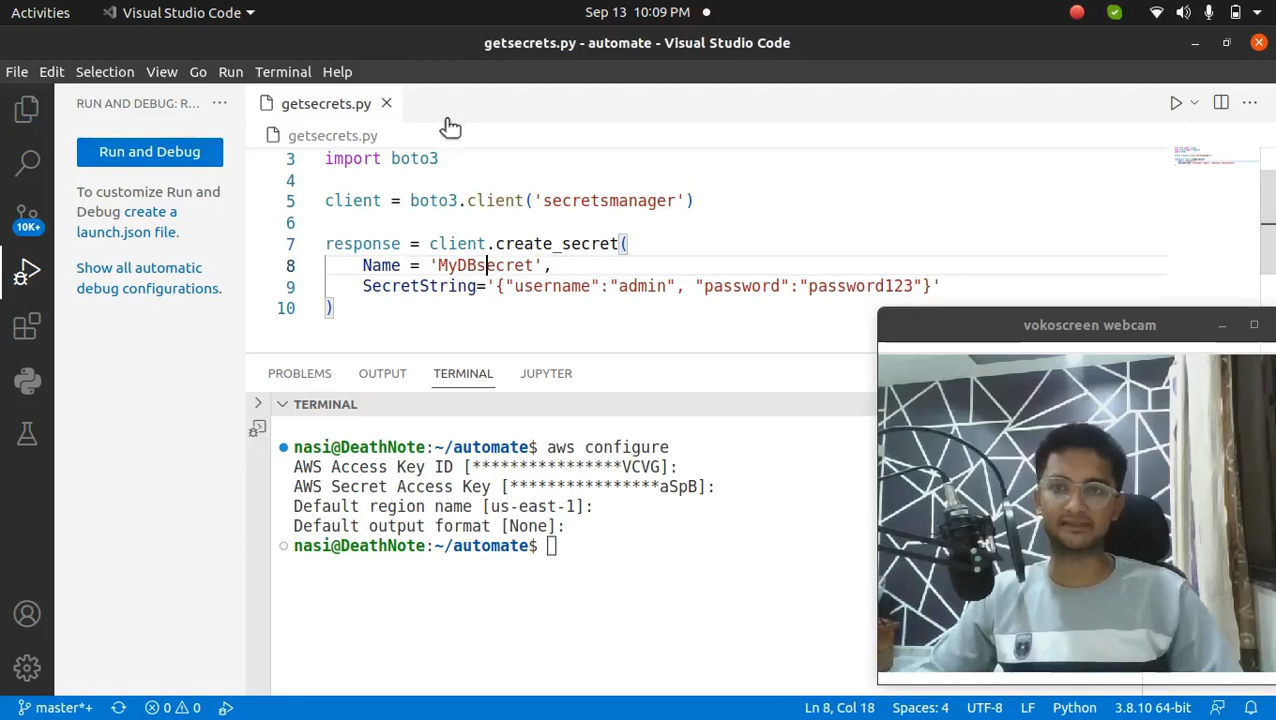 Activities Visual Studio Code Sep 13 10:09 PM
getsecrets.py - automate - Visual Studio Code
File Edit Selection View Go Run Terminal Help
RUN AND DEBUG: R... ··· getsecrets.py
getsecrets.py
Run and Debug
To customize Run and
Debug create a
launch.json file.
Show all automatic
debug configurations.
10K+
3 import boto3
4
5 client = boto3.client('secretsmanager')
6
7 response = client.create_secret(
8 Name = 'MyDBsecret',
9 SecretString='{"username":"admin", "password":"password123"}'
10 )
vokoscreen webcam
PROBLEMS OUTPUT TERMINAL JUPYTER
TERMINAL
nasi@DeathNote:~/automate$ aws configure
AWS Access Key ID [****************VCVG]:
AWS Secret Access Key [****************aSpB]:
Default region name [us-east-1]:
Default output format [None]:
nasi@DeathNote:~/automate$
master*+ 0 0 Ln 8, Col 18 Spaces: 4 UTF-8 LF Python 3.8.10 64-bit